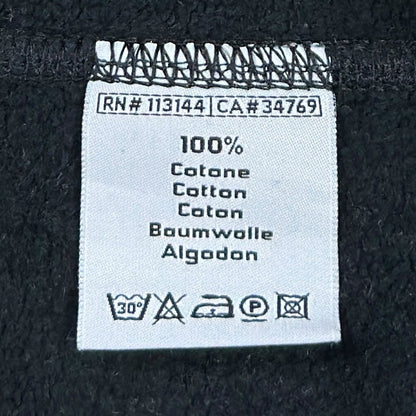 RN# 113144 CA# 34769
100%
Cotone
Cotton
Coton
Baumwolle
Algodon
30° P